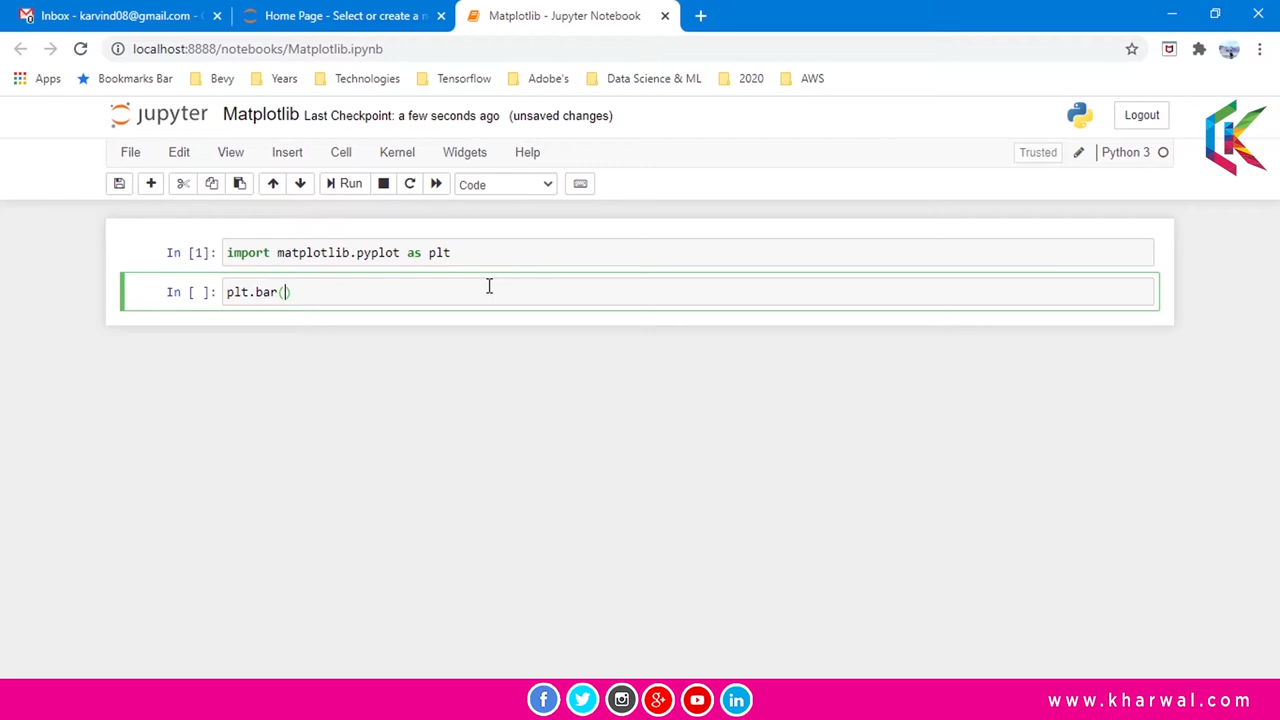 Inbox - karvind08@gmail.com -
Home Page - Select or create a n
Matplotlib - Jupyter Notebook
localhost:8888/notebooks/Matplotlib.ipynb
Apps
Bookmarks Bar
Bevy
Years
Technologies
Tensorflow
Adobe's
Data Science & ML
2020
AWS
jupyter Matplotlib Last Checkpoint: a few seconds ago (unsaved changes)
Logout
File Edit View Insert Cell Kernel Widgets Help
Trusted
Python 3
Run
Code
In [1]: import matplotlib.pyplot as plt
In [ ]: plt.bar()
www.kharwal.com